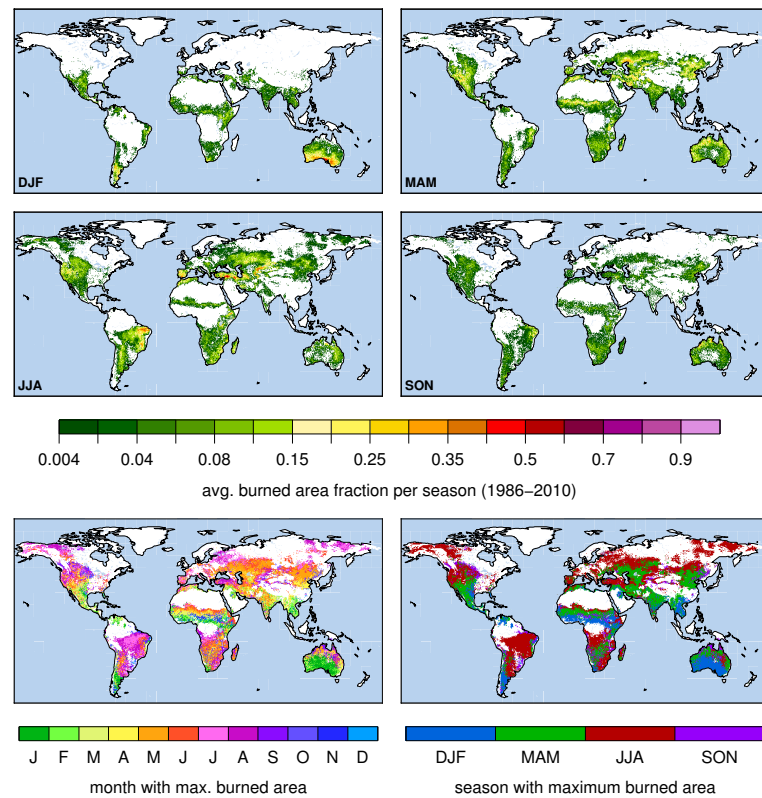 DJF
MAM
JJA
SON
0.004 0.04 0.08 0.15 0.25 0.35 0.5 0.7 0.9
avg. burned area fraction per season (1986−2010)
J F M A M J J A S O N D
month with max. burned area
DJF MAM JJA SON
season with maximum burned area